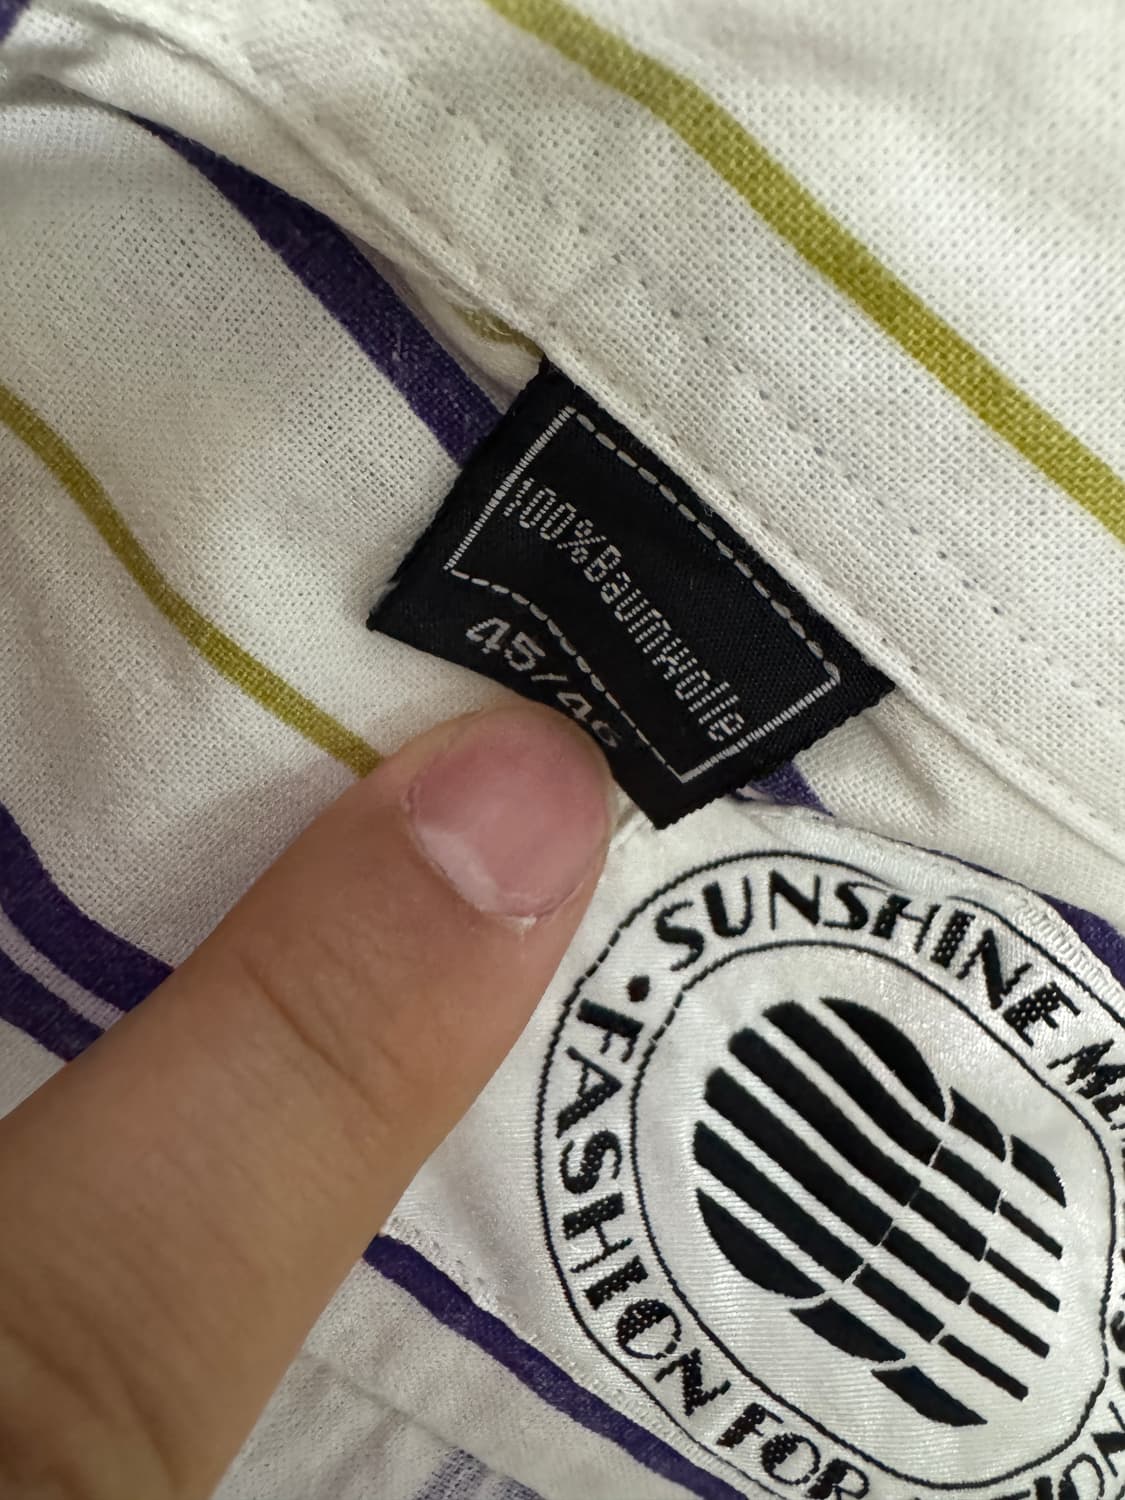 100%Baumwolle
45/46
SUNSHINE
• FASHION FOR